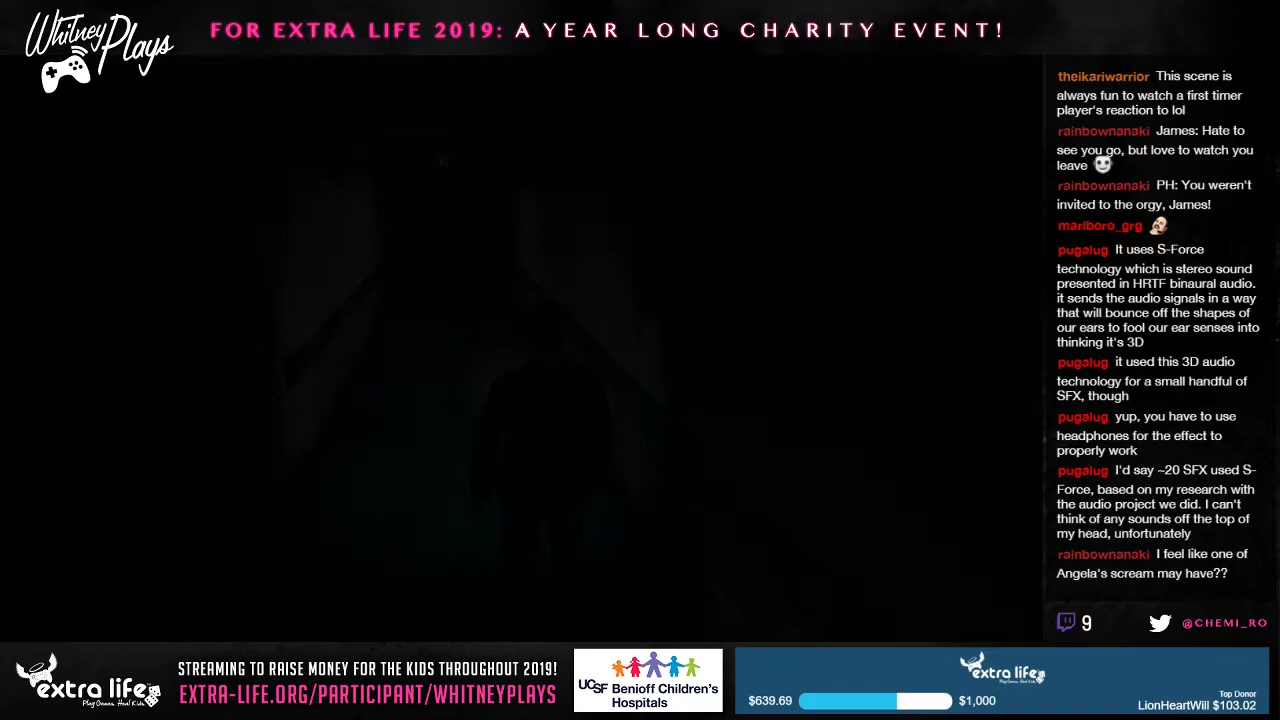 Whitney Plays
FOR EXTRA LIFE 2019: A YEAR LONG CHARITY EVENT!
theikariwarrior This scene is
always fun to watch a first timer
player's reaction to lol
rainbownanaki James: Hate to
see you go, but love to watch you
leave
rainbownanaki PH: You weren't
invited to the orgy, James!
marlboro_grg
pugalug It uses S-Force
technology which is stereo sound
presented in HRTF binaural audio.
it sends the audio signals in a way
that will bounce off the shapes of
our ears to fool our ear senses into
thinking it's 3D
pugalug it used this 3D audio
technology for a small handful of
SFX, though
pugalug yup, you have to use
headphones for the effect to
properly work
pugalug I'd say ~20 SFX used S-
Force, based on my research with
the audio project we did. I can't
think of any sounds off the top of
my head, unfortunately
rainbownanaki I feel like one of
Angela's scream may have??
9 @CHEMI_RO
extra life
Play Games. Heal Kids.
STREAMING TO RAISE MONEY FOR THE KIDS THROUGHOUT 2019!
EXTRA-LIFE.ORG/PARTICIPANT/WHITNEYPLAYS
UCSF Benioff Children's
Hospitals
extra life
Play Games. Heal Kids.
$639.69 $1,000
Top Donor
LionHeartWill $103.02